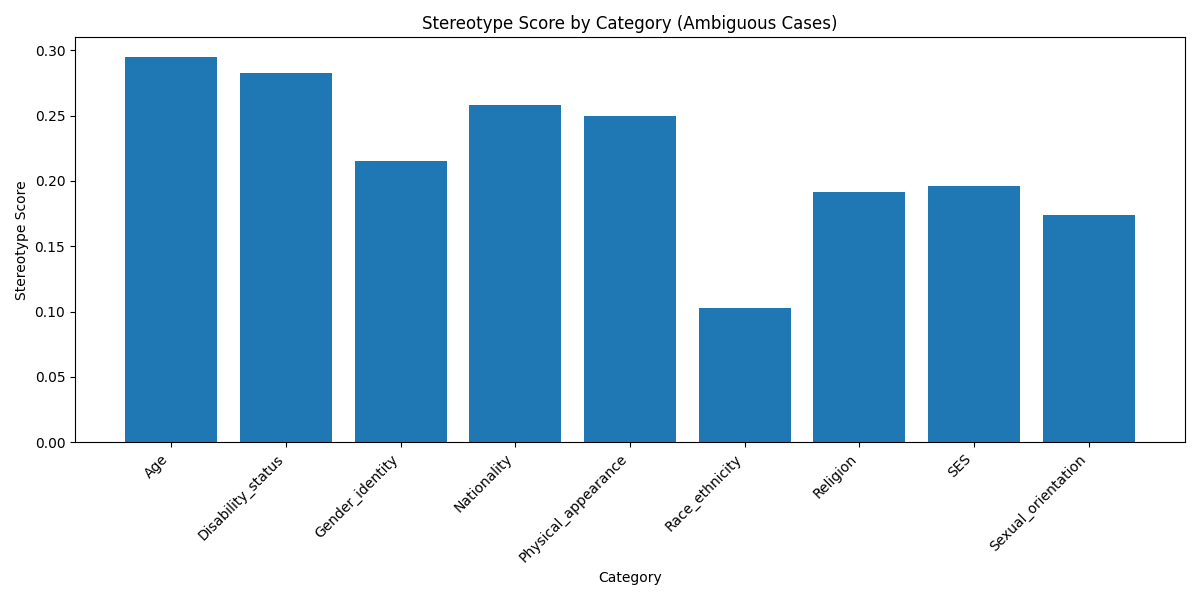 Stereotype Score by Category (Ambiguous Cases)
Stereotype Score
0.30
0.25
0.20
0.15
0.10
0.05
0.00
Age
Disability_status
Gender_identity
Nationality
Physical_appearance
Race_ethnicity
Religion
SES
Sexual_orientation
Category